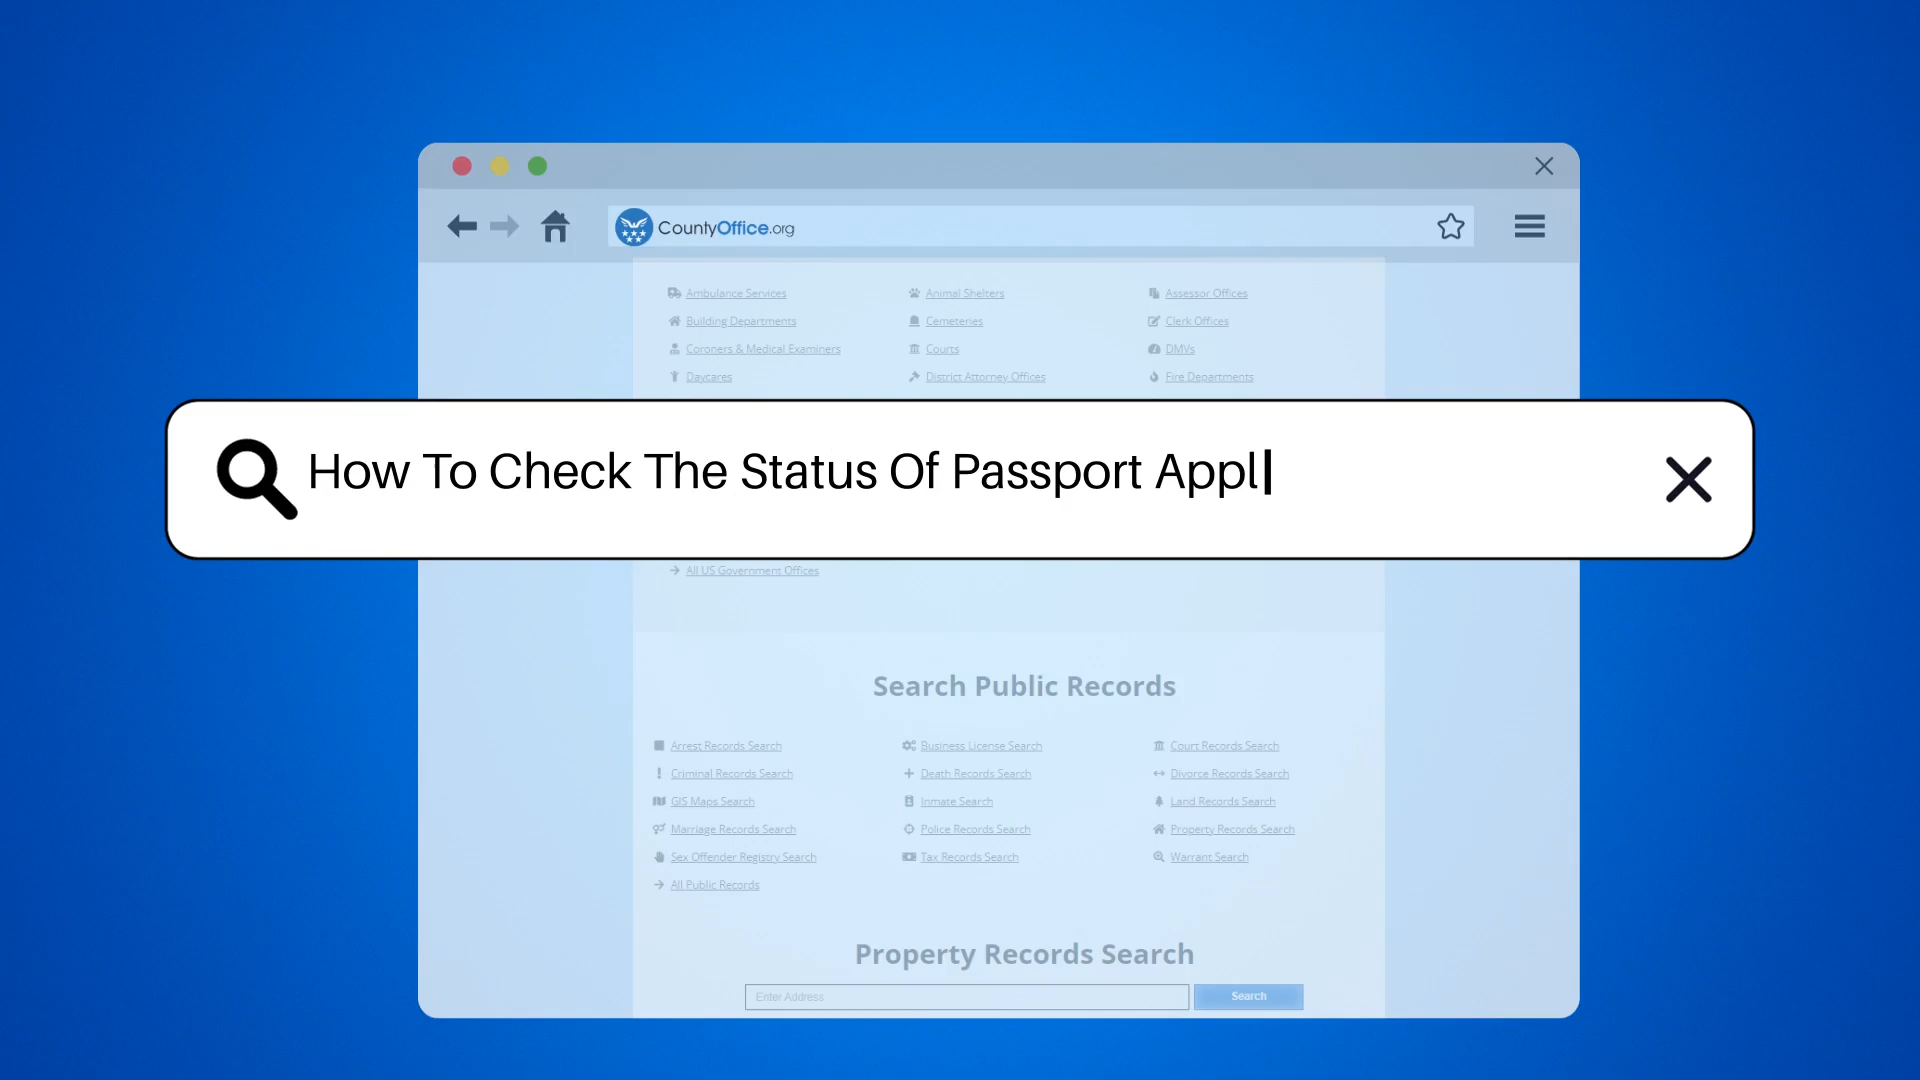 CountyOffice.org
Ambulance Services
Animal Shelters
Assessor Offices
Building Departments
Cemeteries
Clerk Offices
Coroners & Medical Examiners
Courts
DMVs
Daycares
District Attorney Offices
Fire Departments
How To Check The Status Of Passport Appl
All US Government Offices
Search Public Records
Arrest Records Search
Business License Search
Court Records Search
Criminal Records Search
Death Records Search
Divorce Records Search
GIS Maps Search
Inmate Search
Land Records Search
Marriage Records Search
Police Records Search
Property Records Search
Sex Offender Registry Search
Tax Records Search
Warrant Search
All Public Records
Property Records Search
Enter Address
Search